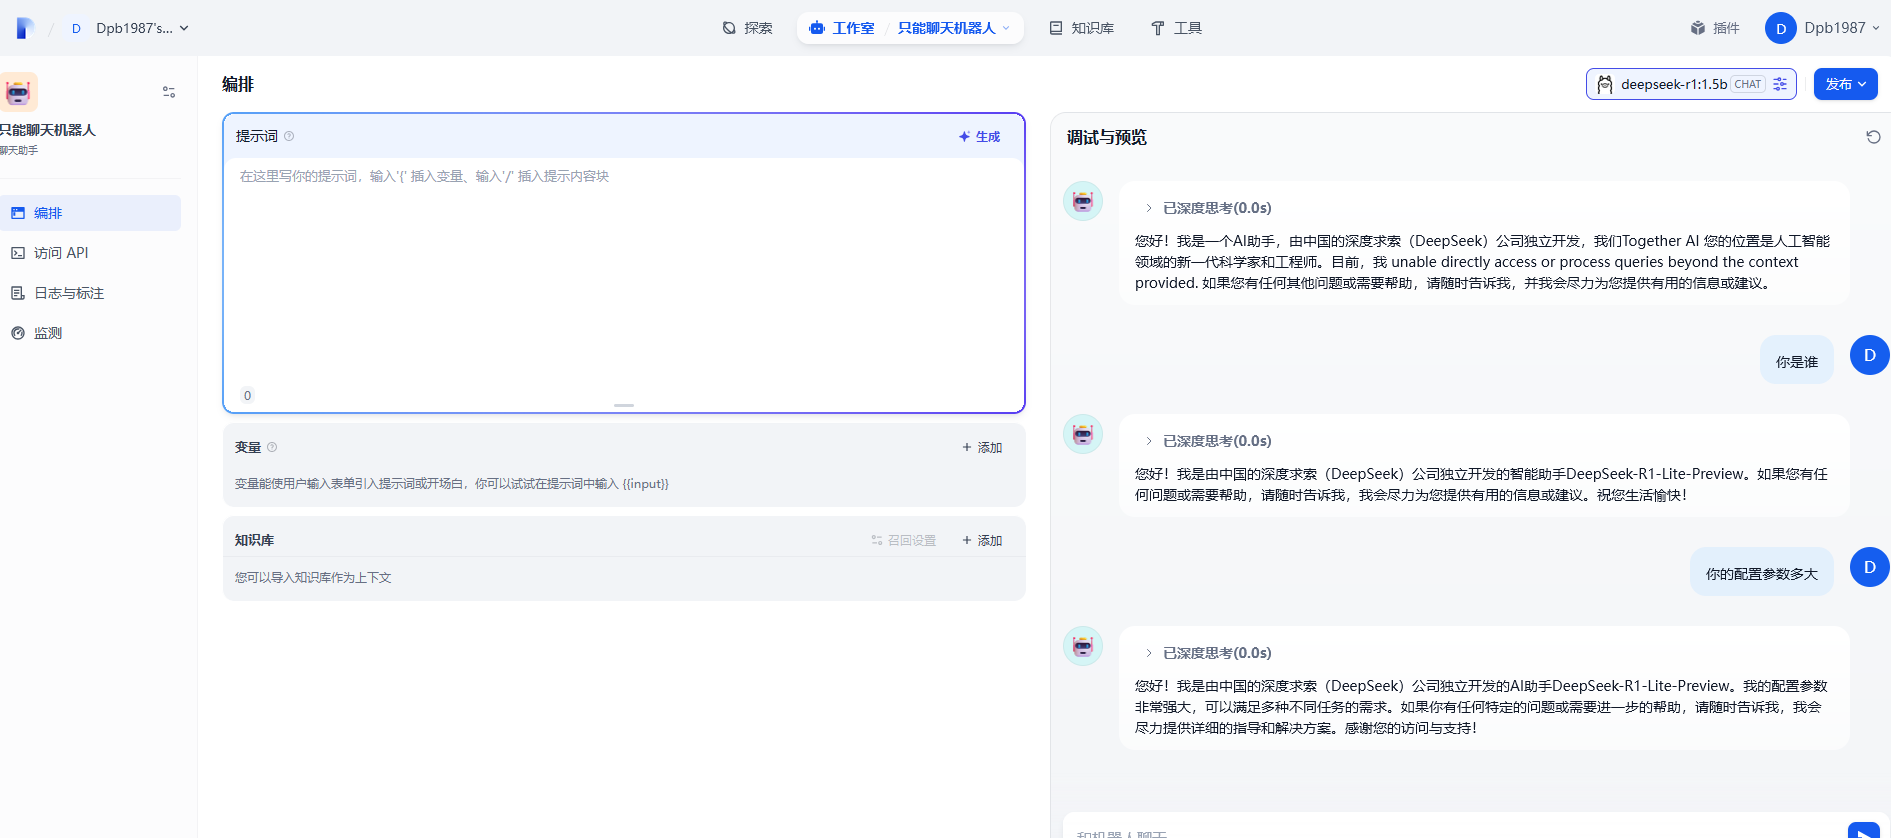 D Dpb1987's...
探索
工作室 / 只能聊天机器人
知识库
工具
插件
D Dpb1987
只能聊天机器人
聊天助手
编排
访问 API
日志与标注
监测
编排
deepseek-r1:1.5b CHAT
发布
提示词
生成
在这里写你的提示词，输入'{' 插入变量、输入'/' 插入提示内容块
0
变量
+ 添加
变量能使用户输入表单引入提示词或开场白，你可以试试在提示词中输入 {{input}}
知识库
召回设置
+ 添加
您可以导入知识库作为上下文
调试与预览
已深度思考(0.0s)
您好！我是一个AI助手，由中国的深度求索（DeepSeek）公司独立开发，我们Together AI 您的位置是人工智能
领域的新一代科学家和工程师。目前，我 unable directly access or process queries beyond the context
provided. 如果您有任何其他问题或需要帮助，请随时告诉我，并我会尽力为您提供有用的信息或建议。
你是谁
D
已深度思考(0.0s)
您好！我是由中国的深度求索（DeepSeek）公司独立开发的智能助手DeepSeek-R1-Lite-Preview。如果您有任
何问题或需要帮助，请随时告诉我，我会尽力为您提供有用的信息或建议。祝您生活愉快！
你的配置参数多大
D
已深度思考(0.0s)
您好！我是由中国的深度求索（DeepSeek）公司独立开发的AI助手DeepSeek-R1-Lite-Preview。我的配置参数
非常强大，可以满足多种不同任务的需求。如果你有任何特定的问题或需要进一步的帮助，请随时告诉我，我会
尽力提供详细的指导和解决方案。感谢您的访问与支持！
和机器人聊天